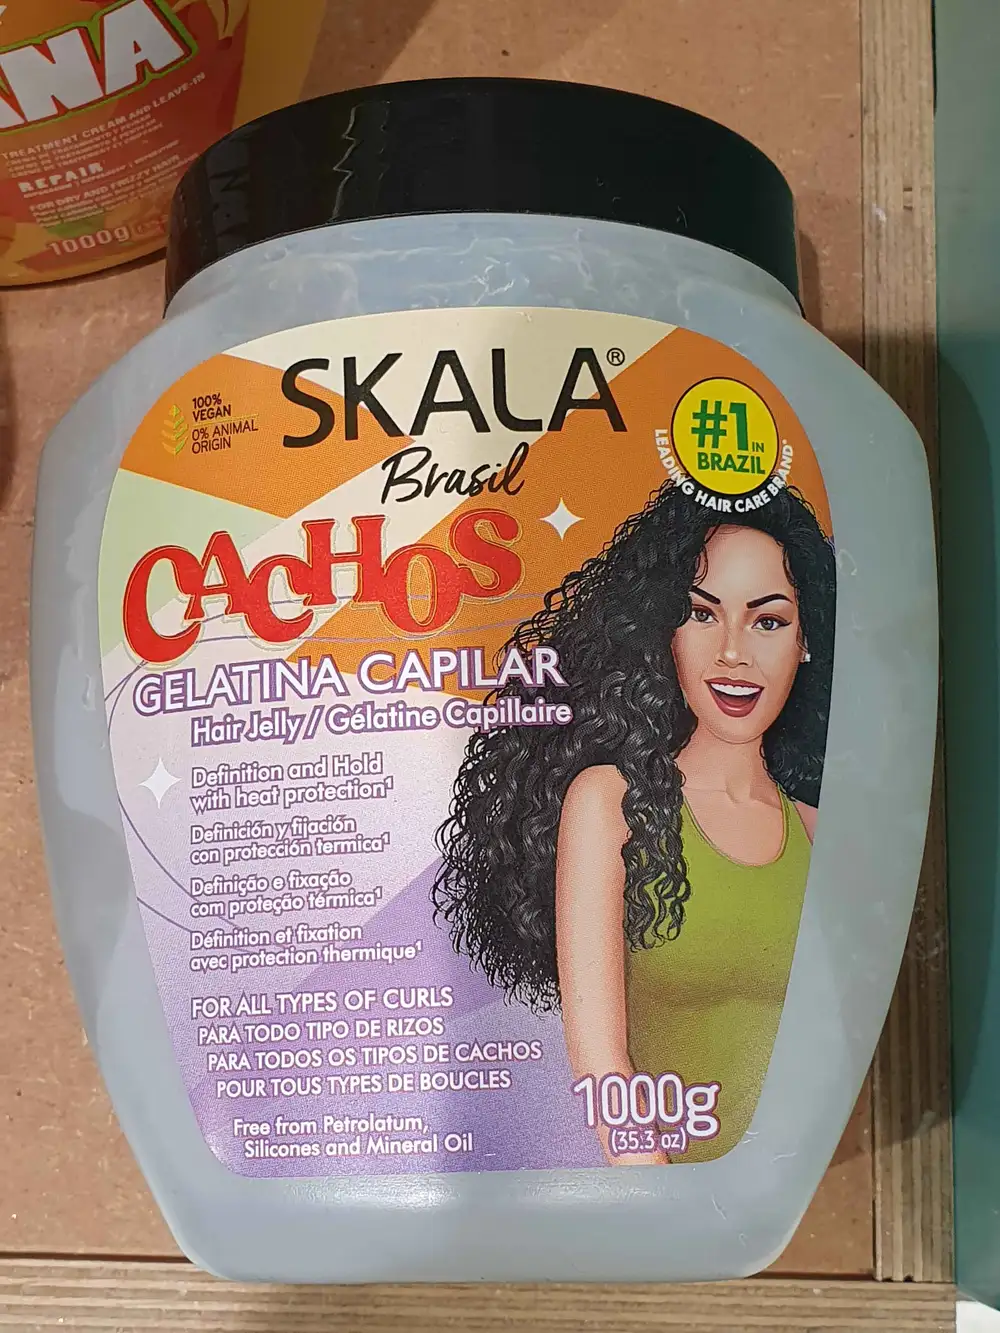 ANA
TREATMENT CREAM AND LEAVE-IN
REPAIR
FOR DRY AND FRIZZY HAIR
1000g
SKALA®
Brasil
100%
VEGAN
0% ANIMAL
ORIGIN
#1 IN
BRAZIL
LEADING HAIR CARE BRAND*
CACHOS
GELATINA CAPILAR
Hair Jelly / Gélatine Capillaire
Definition and Hold
with heat protection¹
Definición y fijación
con protección termica¹
Definição e fixação
com proteção térmica¹
Définition et fixation
avec protection thermique¹
FOR ALL TYPES OF CURLS
PARA TODO TIPO DE RIZOS
PARA TODOS OS TIPOS DE CACHOS
POUR TOUS TYPES DE BOUCLES
Free from Petrolatum,
Silicones and Mineral Oil
1000g
(35.3 oz)